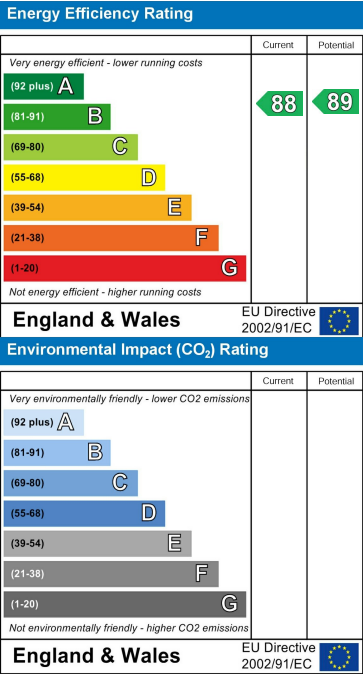 Energy Efficiency Rating
Current Potential
Very energy efficient - lower running costs
(92 plus) A
(81-91) B
88 89
(69-80) C
(55-68) D
(39-54) E
(21-38) F
(1-20) G
Not energy efficient - higher running costs
England & Wales
EU Directive
2002/91/EC
Environmental Impact (CO₂) Rating
Current Potential
Very environmentally friendly - lower CO2 emissions
(92 plus) A
(81-91) B
(69-80) C
(55-68) D
(39-54) E
(21-38) F
(1-20) G
Not environmentally friendly - higher CO2 emissions
England & Wales
EU Directive
2002/91/EC